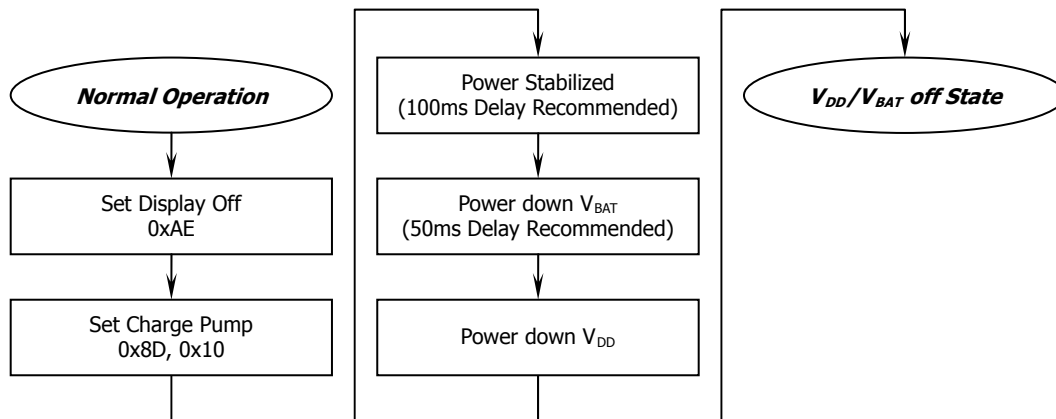 Normal Operation
Set Display Off
0xAE
Set Charge Pump
0x8D, 0x10
Power Stabilized
(100ms Delay Recommended)
Power down VBAT
(50ms Delay Recommended)
Power down VDD
VDD/VBAT off State